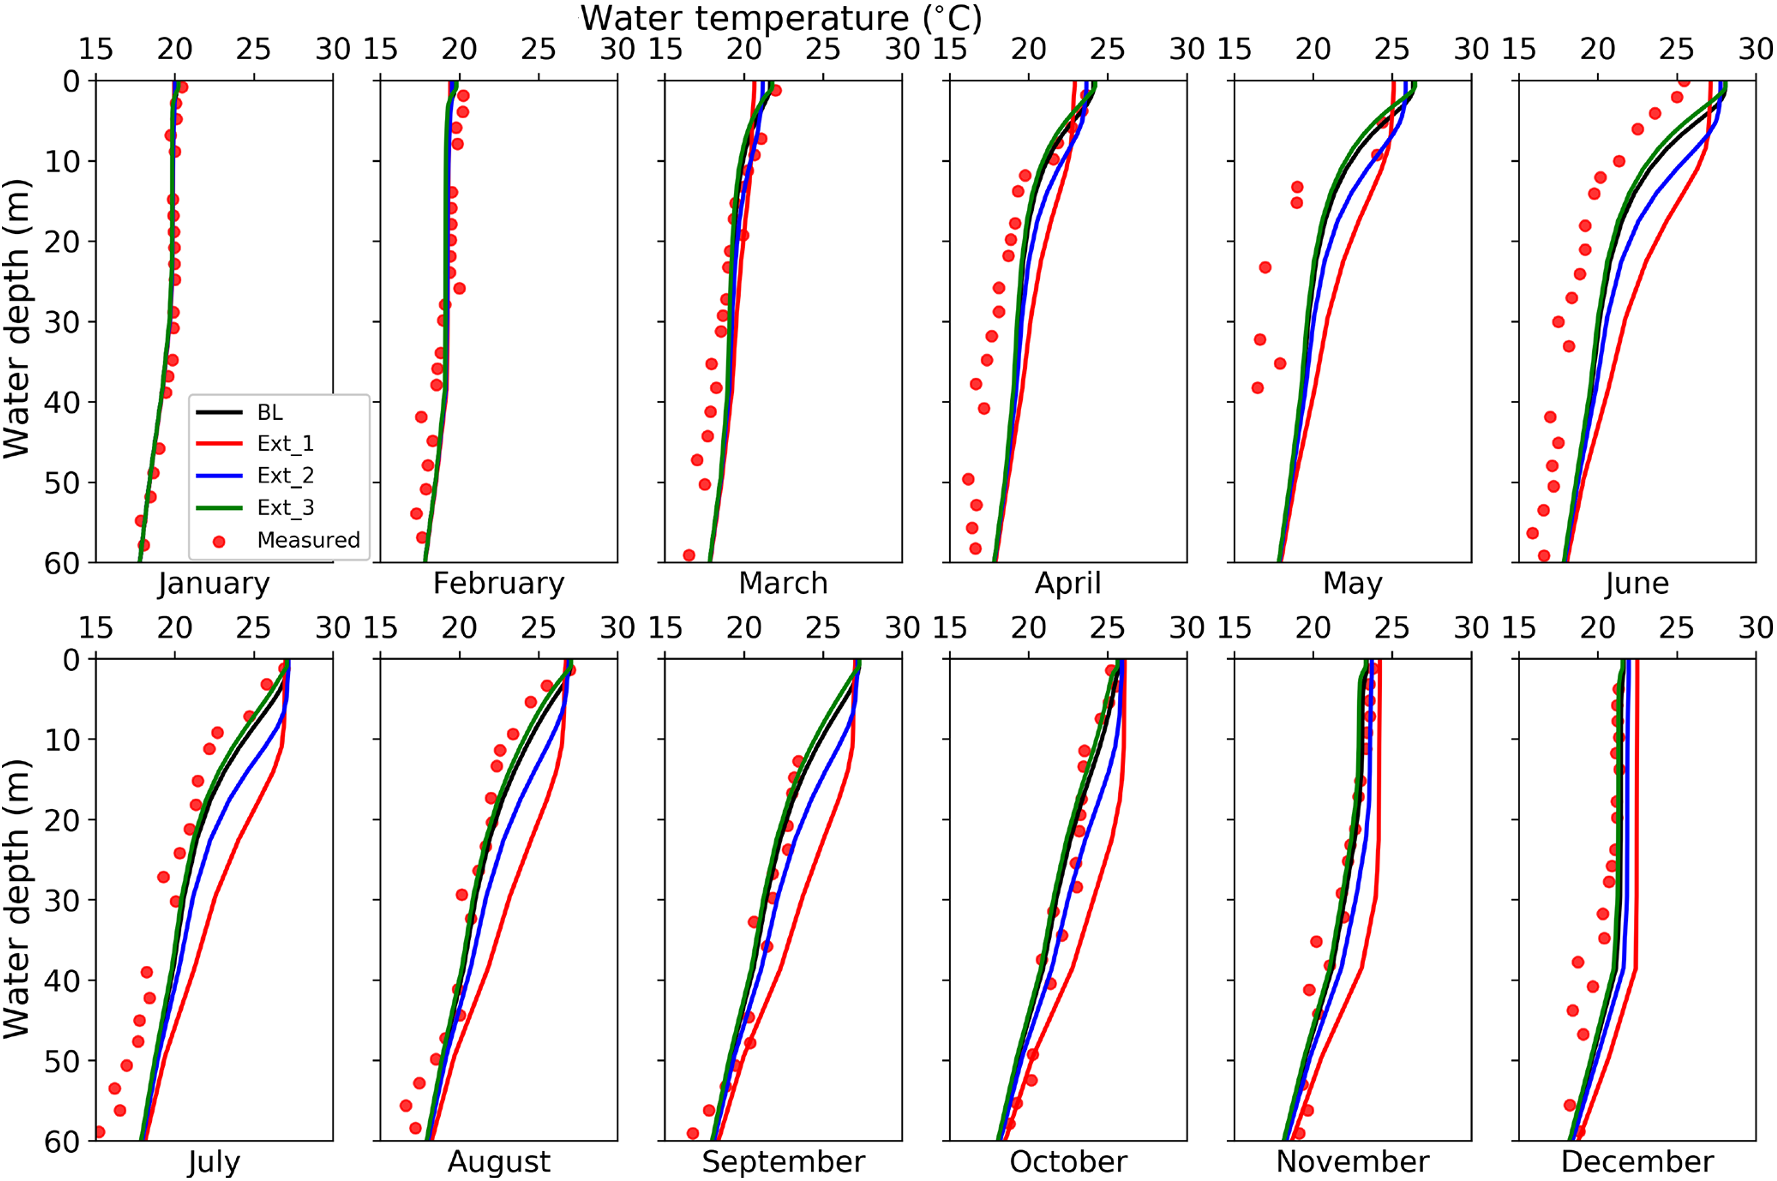 Water temperature (°C)
15 20 25 30 15 20 25 30 15 20 25 30 15 20 25 30 15 20 25 30 15 20 25 30
Water depth (m)
0
10
20
30
40
50
60
BL
Ext_1
Ext_2
Ext_3
Measured
January February March April May June
15 20 25 30 15 20 25 30 15 20 25 30 15 20 25 30 15 20 25 30 15 20 25 30
Water depth (m)
0
10
20
30
40
50
60
July August September October November December